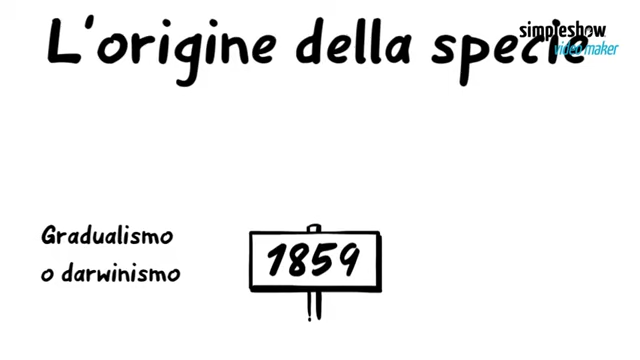 L'origine della specie
simpleshow
video maker
Gradualismo
o darwinismo
1859